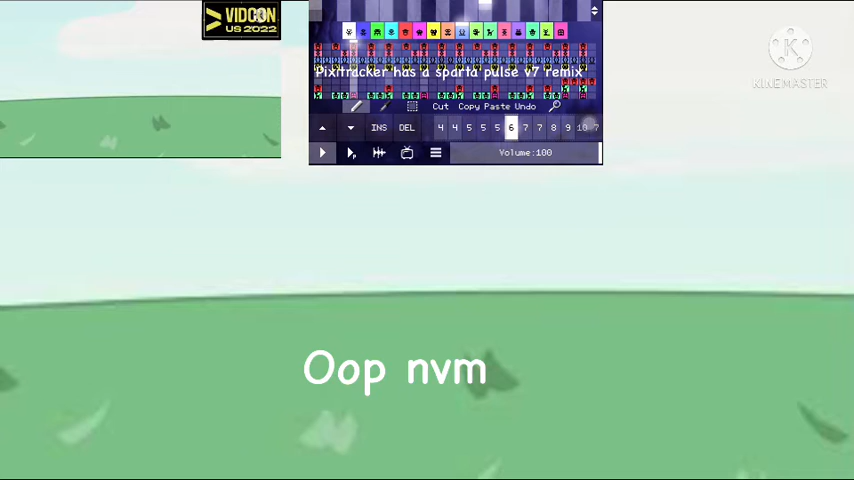 VIDCON
US 2022
Pixitracker has a sparta pulse v7 remix
Cut Copy Paste Undo
INS DEL 4 4 5 5 5 6 7 7 8 9 10 ?
Volume:100
KINEMASTER
Oop nvm